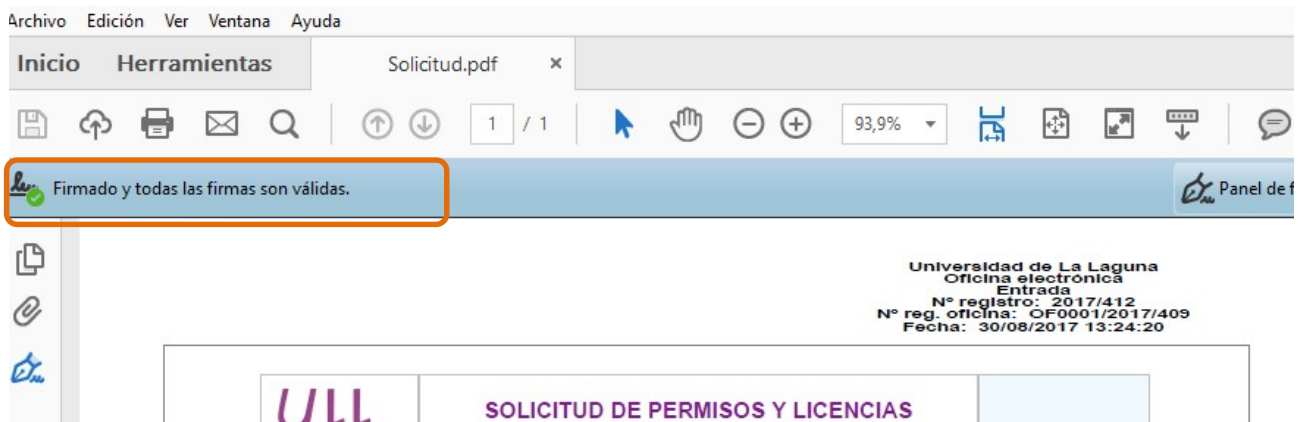 Archivo Edición Ver Ventana Ayuda
Inicio Herramientas Solicitud.pdf ×
1 / 1 93,9%
Firmado y todas las firmas son válidas. Panel de f
Universidad de La Laguna
Oficina electrónica
Entrada
Nº registro: 2017/412
Nº reg. oficina: OF0001/2017/409
Fecha: 30/08/2017 13:24:20
ULL
SOLICITUD DE PERMISOS Y LICENCIAS